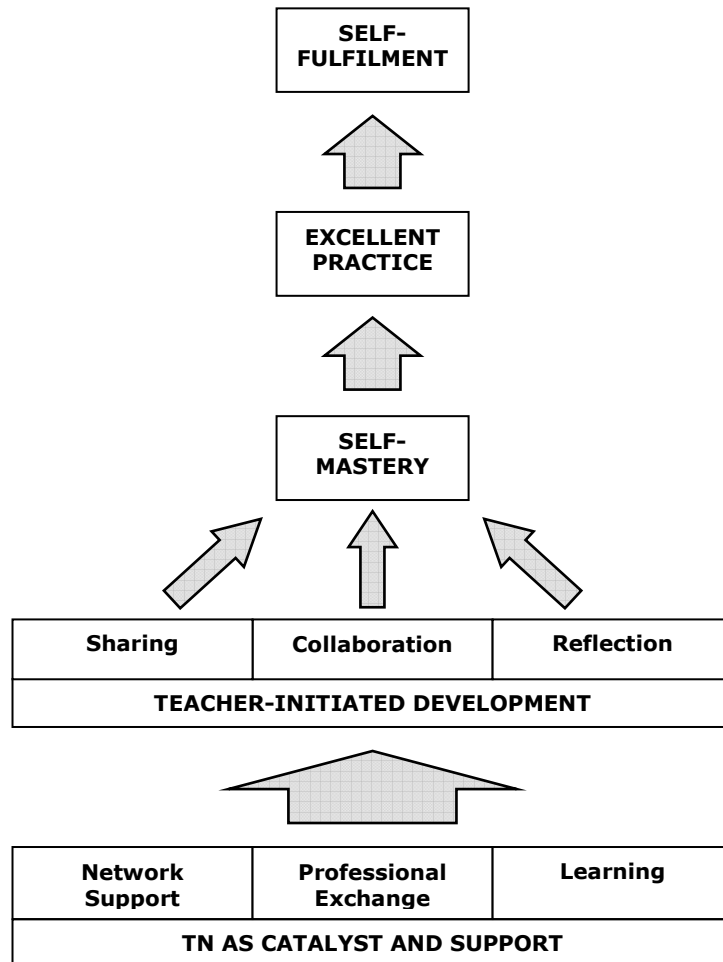 SELF-
FULFILMENT
EXCELLENT
PRACTICE
SELF-
MASTERY
Sharing
Collaboration
Reflection
TEACHER-INITIATED DEVELOPMENT
Network
Support
Professional
Exchange
Learning
TN AS CATALYST AND SUPPORT